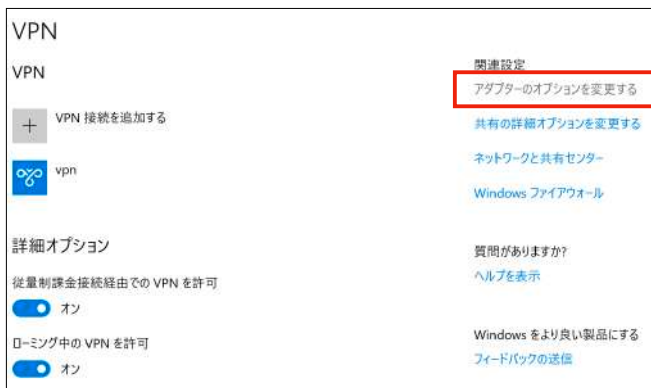 VPN
VPN
VPN 接続を追加する
vpn
詳細オプション
従量制課金接続経由での VPN を許可
オン
ローミング中の VPN を許可
オン
関連設定
アダプターのオプションを変更する
共有の詳細オプションを変更する
ネットワークと共有センター
Windows ファイアウォール
質問がありますか?
ヘルプを表示
Windows をより良い製品にする
フィードバックの送信